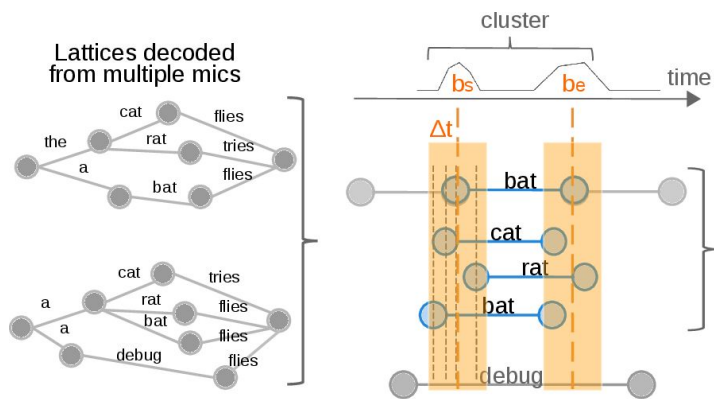 Lattices decoded
from multiple mics
the
cat
flies
rat
tries
a
bat
flies
cat
tries
a
rat
flies
bat
a
flies
debug
flies
cluster
bs
be
time
Δt
bat
cat
rat
bat
debug